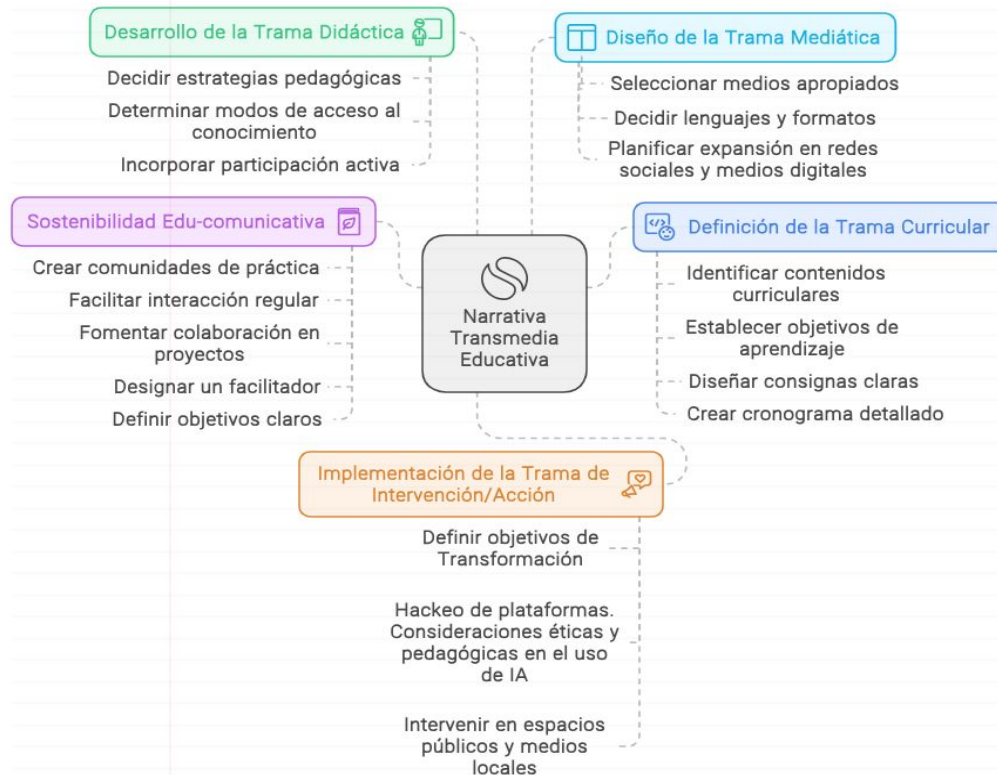 Desarrollo de la Trama Didáctica
Decidir estrategias pedagógicas
Determinar modos de acceso al
conocimiento
Incorporar participación activa
Diseño de la Trama Mediática
Seleccionar medios apropiados
Decidir lenguajes y formatos
Planificar expansión en redes
sociales y medios digitales
Sostenibilidad Edu-comunicativa
Crear comunidades de práctica
Facilitar interacción regular
Fomentar colaboración en
proyectos
Designar un facilitador
Definir objetivos claros
Narrativa
Transmedia
Educativa
Definición de la Trama Curricular
Identificar contenidos
curriculares
Establecer objetivos de
aprendizaje
Diseñar consignas claras
Crear cronograma detallado
Implementación de la Trama de
Intervención/Acción
Definir objetivos de
Transformación
Hackeo de plataformas.
Consideraciones éticas y
pedagógicas en el uso
de IA
Intervenir en espacios
públicos y medios
locales